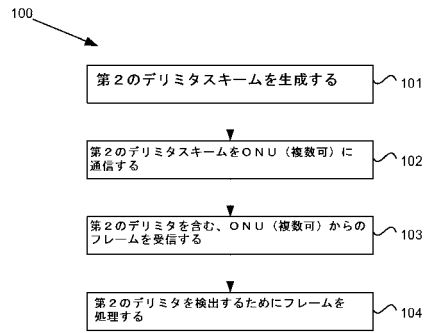 100
第２のデリミタスキームを生成する
101
第２のデリミタスキームをＯＮＵ（複数可）に
通信する
102
第２のデリミタを含む、ＯＮＵ（複数可）からの
フレームを受信する
103
第２のデリミタを検出するためにフレームを
処理する
104